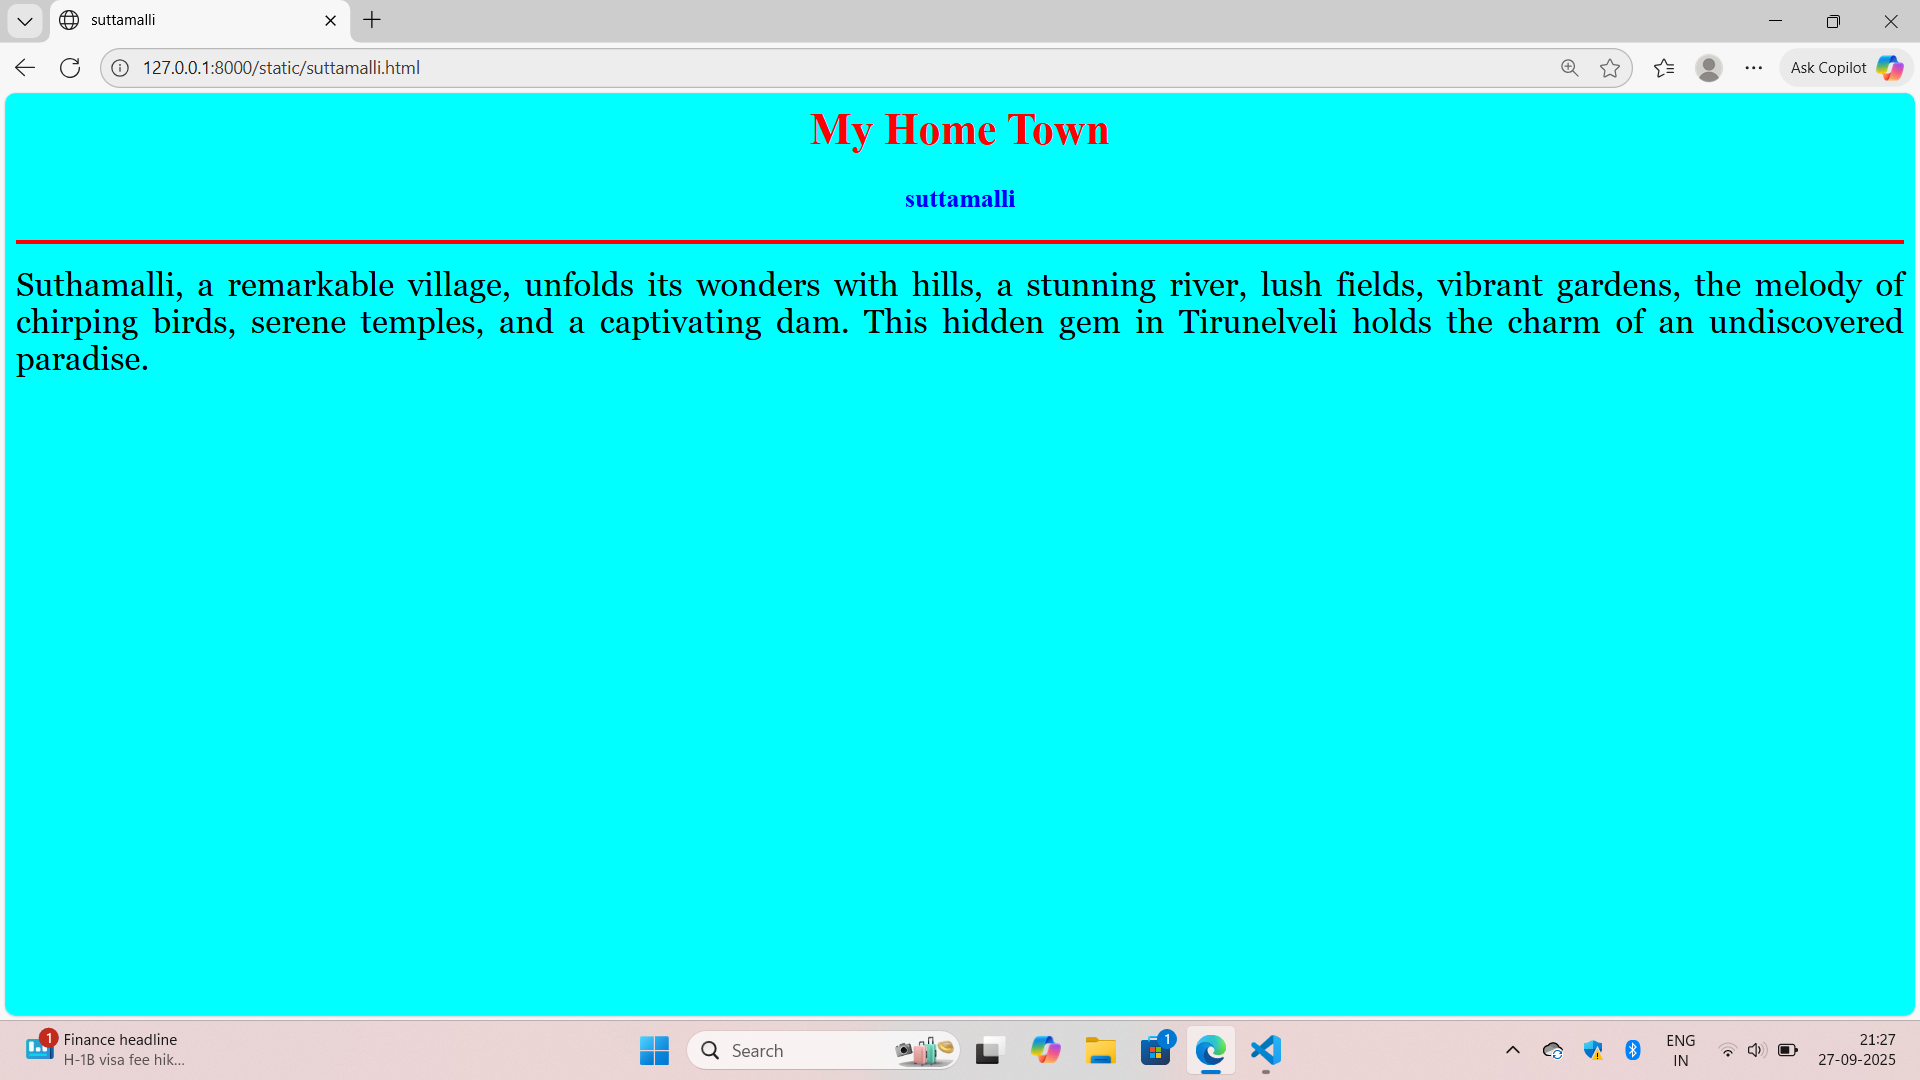 suttamalli
127.0.0.1:8000/static/suttamalli.html
Ask Copilot
My Home Town
suttamalli
Suthamalli, a remarkable village, unfolds its wonders with hills, a stunning river, lush fields, vibrant gardens, the melody of
chirping birds, serene temples, and a captivating dam. This hidden gem in Tirunelveli holds the charm of an undiscovered
paradise.
1
Finance headline
H-1B visa fee hik...
Search
1
ENG
IN
21:27
27-09-2025